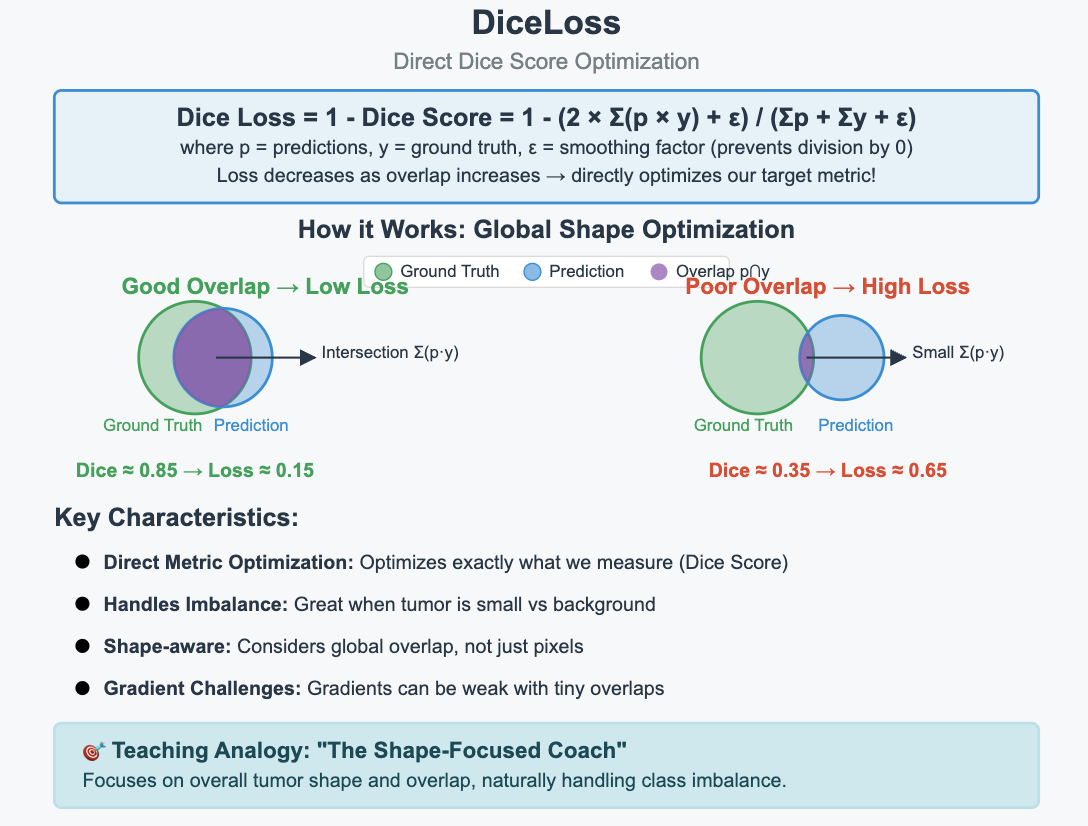 DiceLoss
Direct Dice Score Optimization
Dice Loss = 1 - Dice Score = 1 - (2 × Σ(p × y) + ε) / (Σp + Σy + ε)
where p = predictions, y = ground truth, ε = smoothing factor (prevents division by 0)
Loss decreases as overlap increases → directly optimizes our target metric!
How it Works: Global Shape Optimization
Ground Truth Prediction Overlap p∩y
Good Overlap → Low Loss
Intersection Σ(p·y)
Ground Truth Prediction
Dice ≈ 0.85 → Loss ≈ 0.15
Poor Overlap → High Loss
Small Σ(p·y)
Ground Truth Prediction
Dice ≈ 0.35 → Loss ≈ 0.65
Key Characteristics:
● Direct Metric Optimization: Optimizes exactly what we measure (Dice Score)
● Handles Imbalance: Great when tumor is small vs background
● Shape-aware: Considers global overlap, not just pixels
● Gradient Challenges: Gradients can be weak with tiny overlaps
🎯 Teaching Analogy: "The Shape-Focused Coach"
Focuses on overall tumor shape and overlap, naturally handling class imbalance.